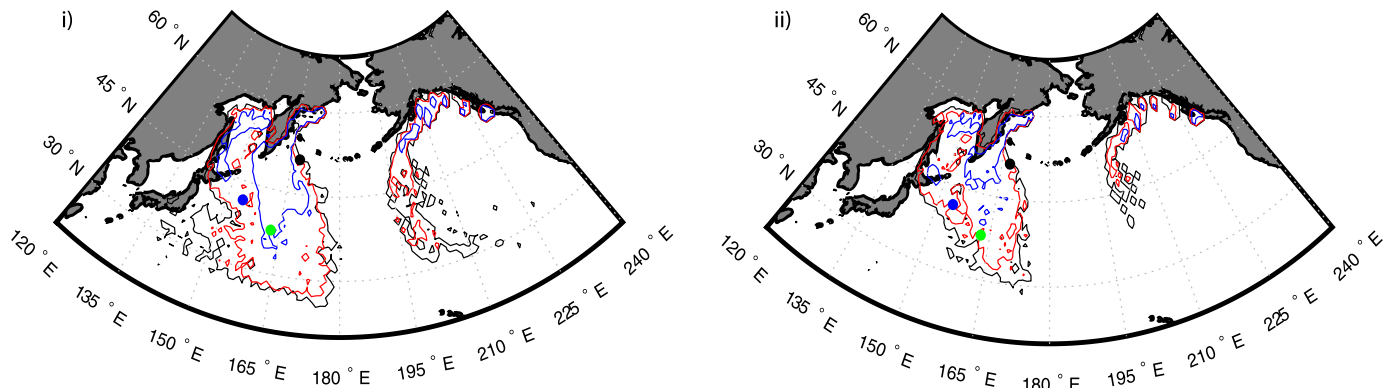 i)
60 ° N
45 ° N
30 ° N
120 ° E
135 ° E
150 ° E
165 ° E
180 ° E
195 ° E
210 ° E
225 ° E
240 ° E
ii)
60 ° N
45 ° N
30 ° N
120 ° E
135 ° E
150 ° E
165 ° E
180 ° E
195 ° E
210 ° E
225 ° E
240 ° E